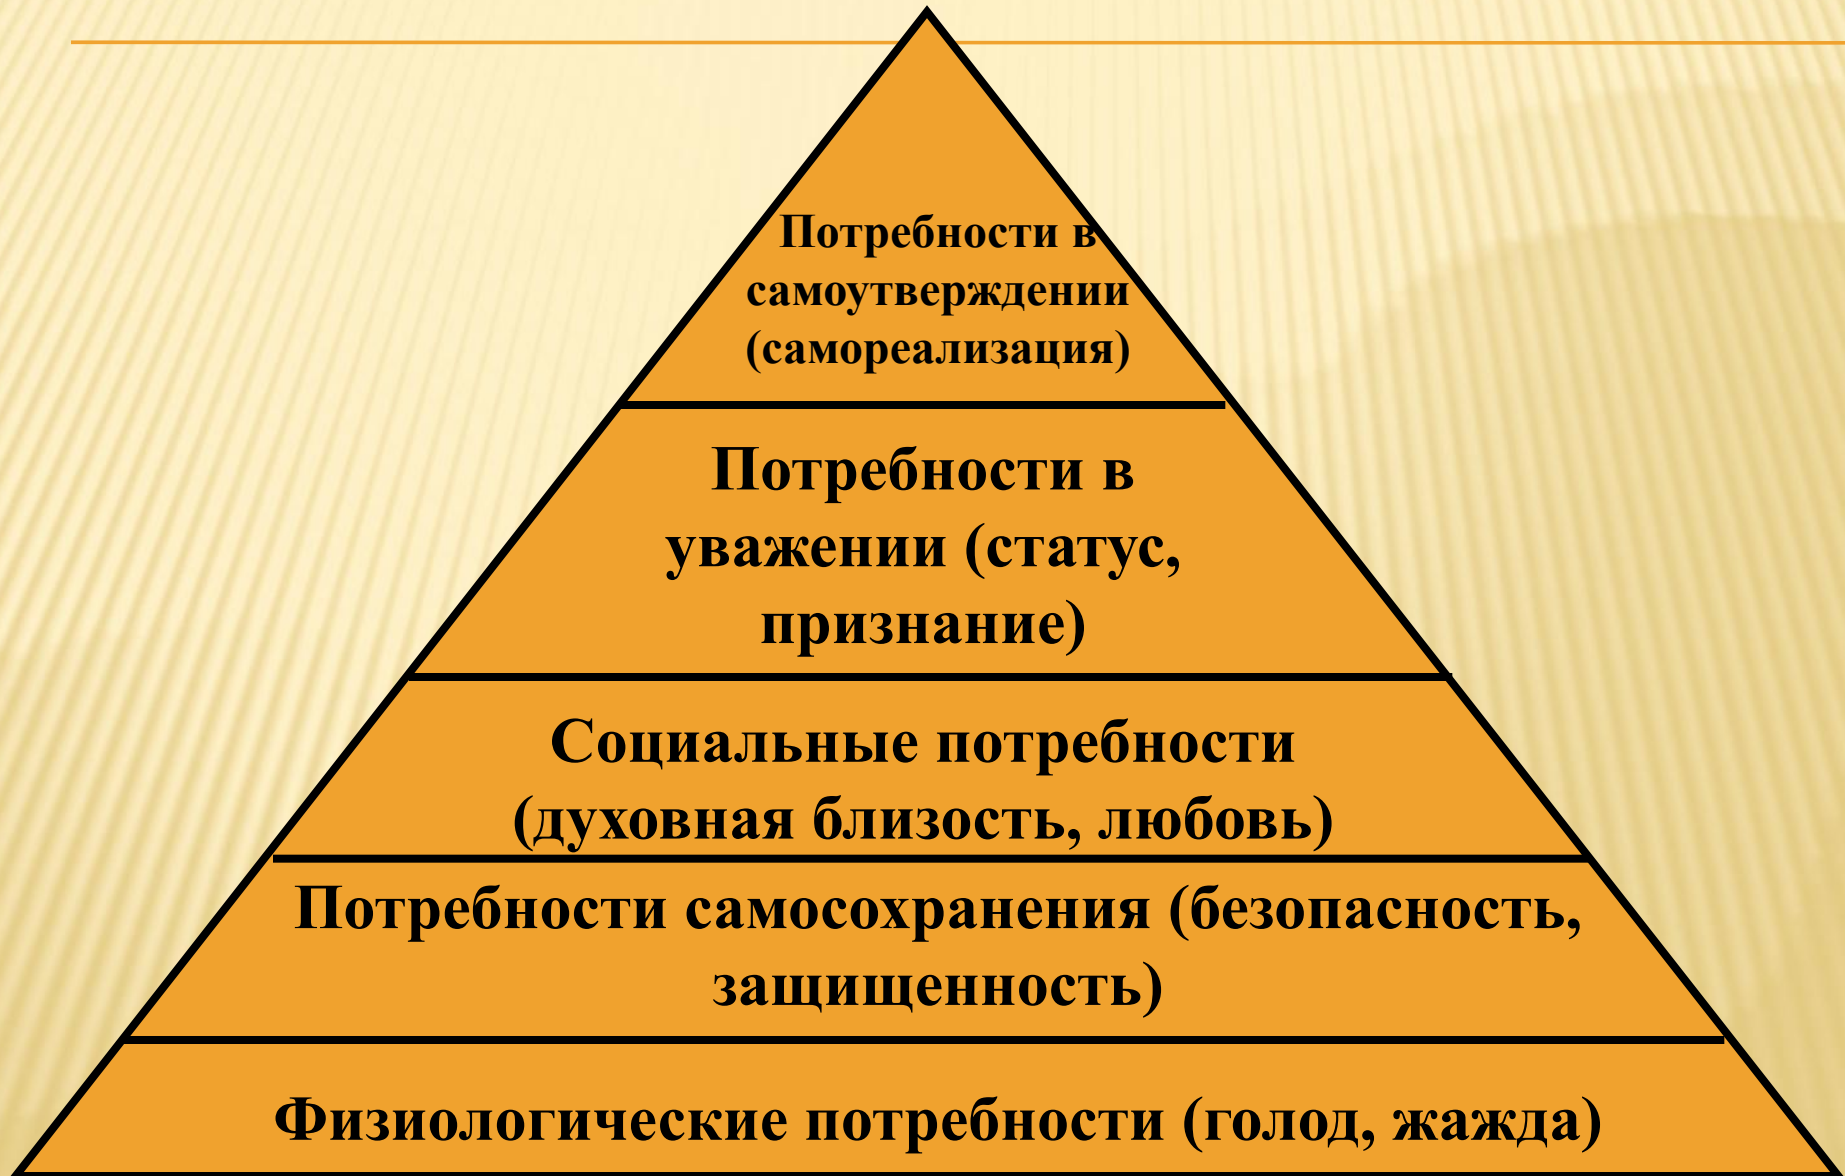 Потребности в
самоутверждении
(самореализация)
Потребности в
уважении (статус,
признание)
Социальные потребности
(духовная близость, любовь)
Потребности самосохранения (безопасность,
защищенность)
Физиологические потребности (голод, жажда)